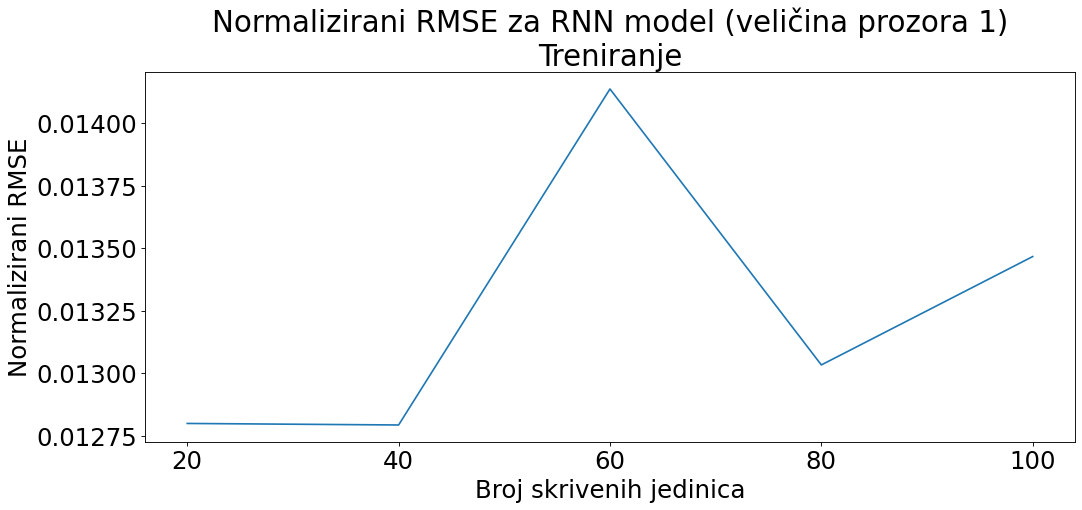 Normalizirani RMSE za RNN model (veličina prozora 1)
Treniranje
Normalizirani RMSE
0.01400
0.01375
0.01350
0.01325
0.01300
0.01275
20 40 60 80 100
Broj skrivenih jedinica